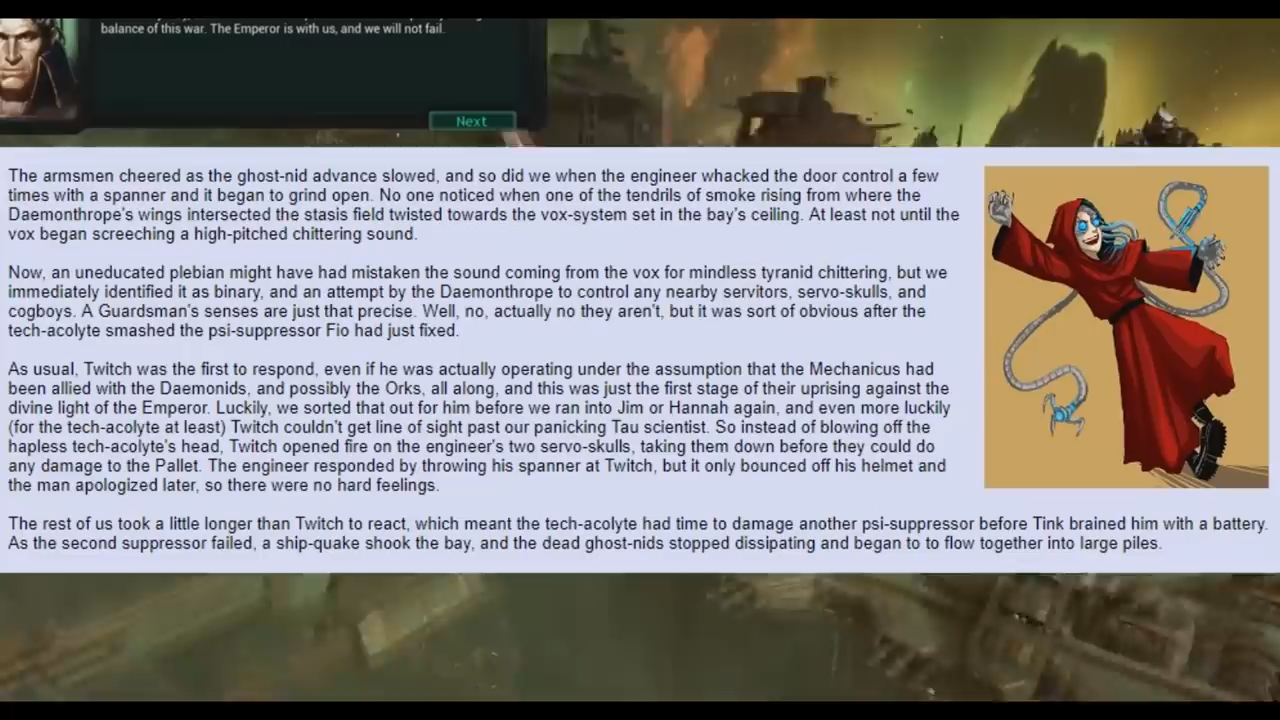 balance of this war. The Emperor is with us, and we will not fail.
Next
The armsmen cheered as the ghost-nid advance slowed, and so did we when the engineer whacked the door control a few
times with a spanner and it began to grind open. No one noticed when one of the tendrils of smoke rising from where the
Daemonthrope's wings intersected the stasis field twisted towards the vox-system set in the bay's ceiling. At least not until the
vox began screeching a high-pitched chittering sound.
Now, an uneducated plebian might have had mistaken the sound coming from the vox for mindless tyranid chittering, but we
immediately identified it as binary, and an attempt by the Daemonthrope to control any nearby servitors, servo-skulls, and
cogboys. A Guardsman's senses are just that precise. Well, no, actually no they aren't, but it was sort of obvious after the
tech-acolyte smashed the psi-suppressor Fio had just fixed.
As usual, Twitch was the first to respond, even if he was actually operating under the assumption that the Mechanicus had
been allied with the Daemonids, and possibly the Orks, all along, and this was just the first stage of their uprising against the
divine light of the Emperor. Luckily, we sorted that out for him before we ran into Jim or Hannah again, and even more luckily
(for the tech-acolyte at least) Twitch couldn't get line of sight past our panicking Tau scientist. So instead of blowing off the
hapless tech-acolyte's head, Twitch opened fire on the engineer's two servo-skulls, taking them down before they could do
any damage to the Pallet. The engineer responded by throwing his spanner at Twitch, but it only bounced off his helmet and
the man apologized later, so there were no hard feelings.
The rest of us took a little longer than Twitch to react, which meant the tech-acolyte had time to damage another psi-suppressor before Tink brained him with a battery.
As the second suppressor failed, a ship-quake shook the bay, and the dead ghost-nids stopped dissipating and began to to flow together into large piles.